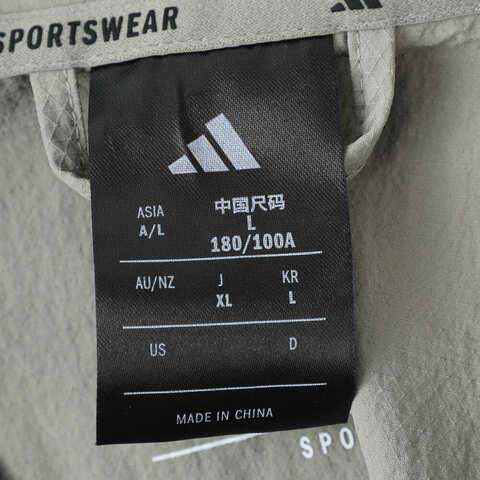 SPORTSWEAR
ASIA
A/L
中国尺码
L
180/100A
AU/NZ J KR
XL L
US D
MADE IN CHINA
SPO